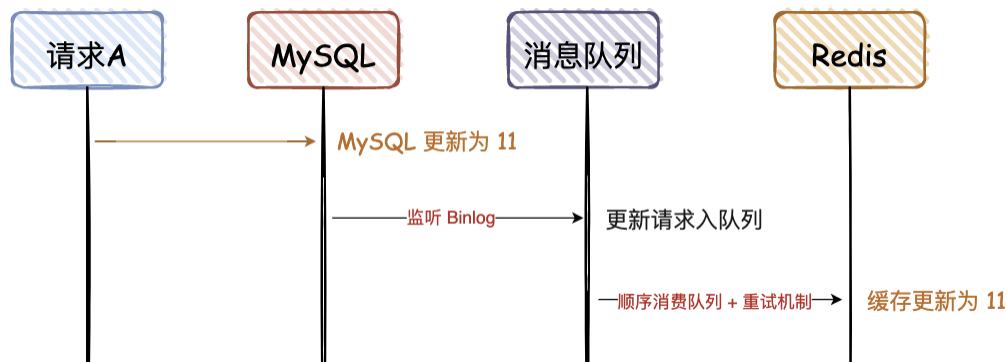 请求A
MySQL
消息队列
Redis
MySQL 更新为 11
监听 Binlog
更新请求入队列
顺序消费队列 + 重试机制
缓存更新为 11